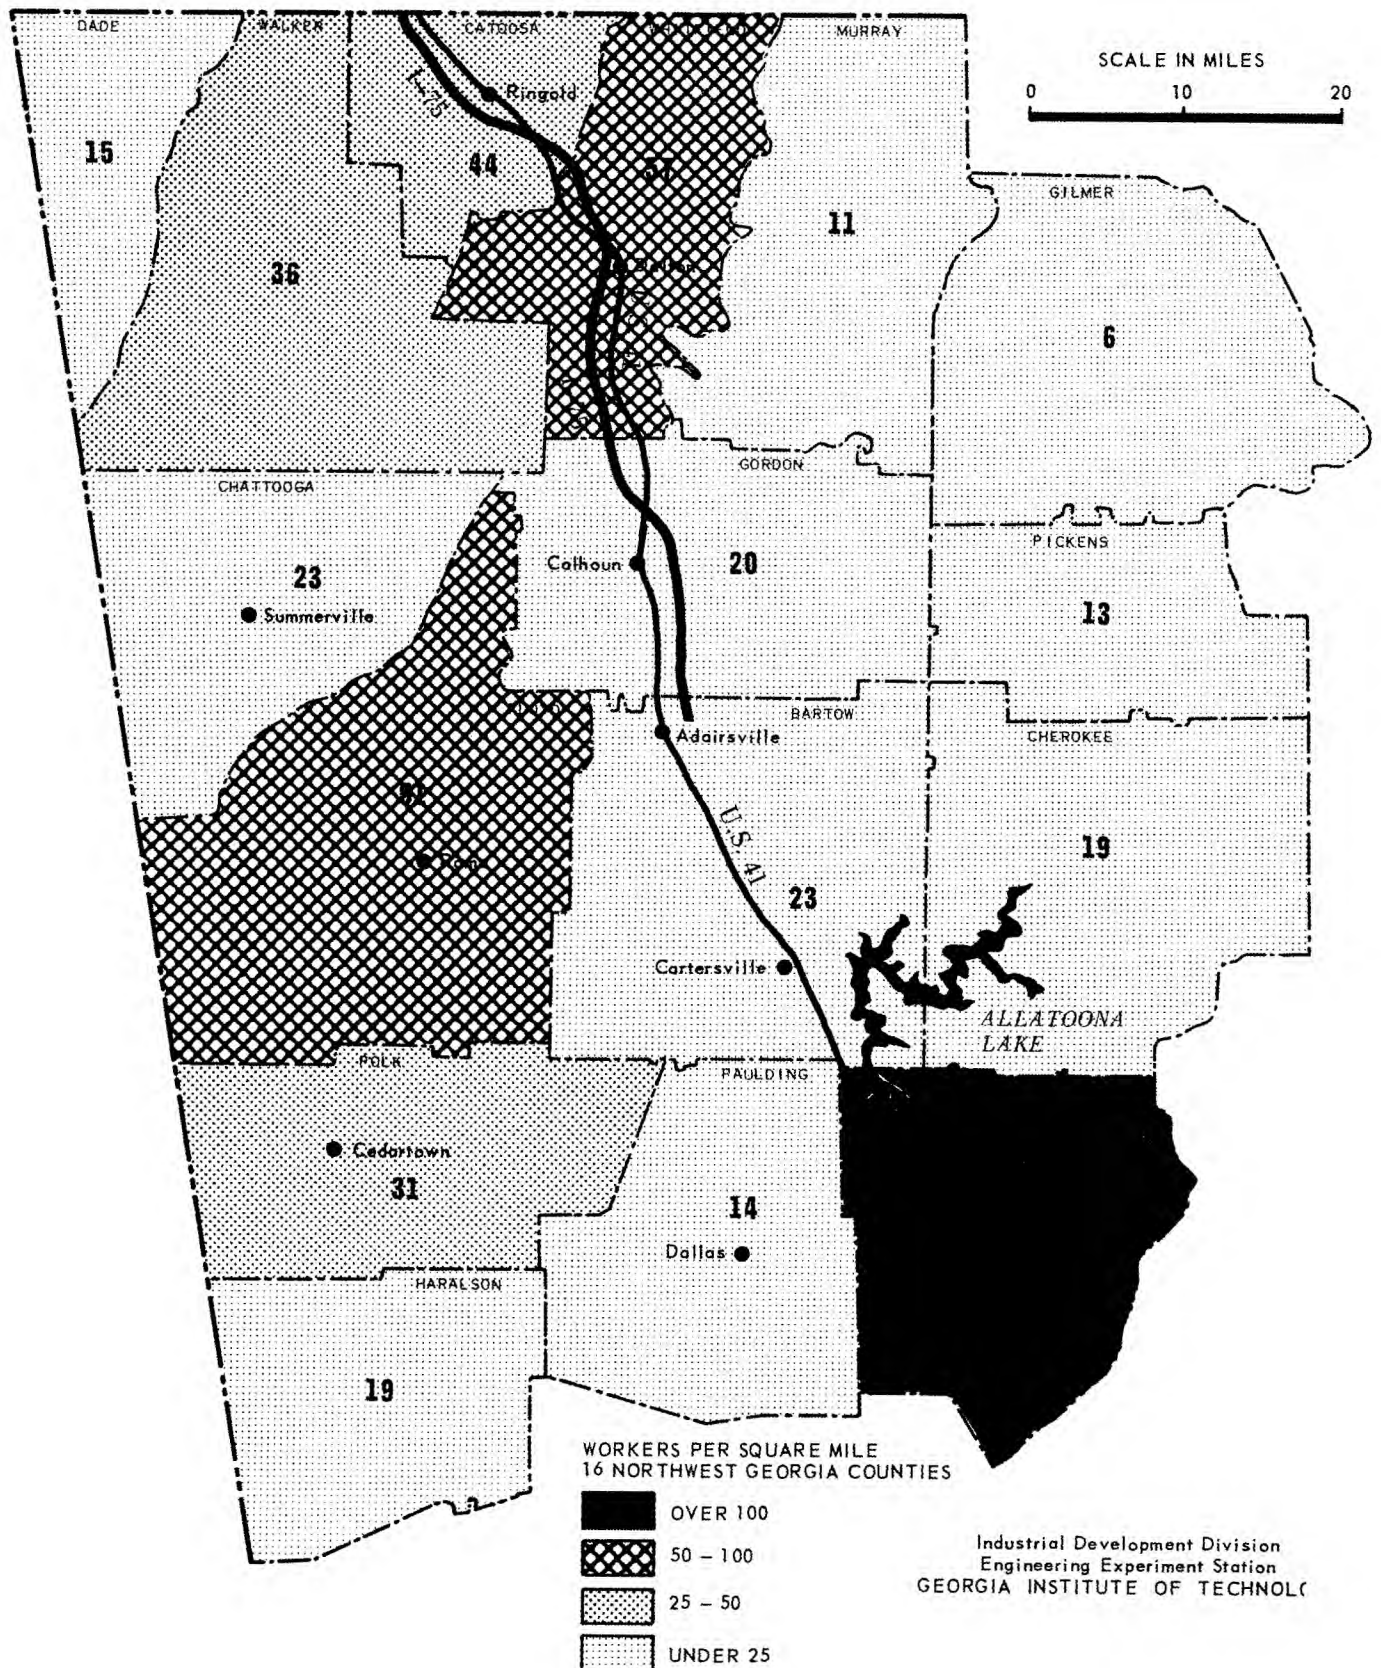 DADE
WALKER
CATOOSA
MURRAY
SCALE IN MILES
0 10 20
I-75
Ringold
15
44
57
11
GILMER
36
Dalton
6
GORDON
CHATTOOGA
PICKENS
Calhoun
20
23
Summerville
13
BARTOW
Adairsville
CHEROKEE
U.S. 41
19
23
Cartersville
ALLATOONA
LAKE
POLK
PAULDING
Cedartown
31
14
Dallas
HARALSON
19
WORKERS PER SQUARE MILE
16 NORTHWEST GEORGIA COUNTIES
OVER 100
50 – 100
25 – 50
UNDER 25
Industrial Development Division
Engineering Experiment Station
GEORGIA INSTITUTE OF TECHNOL